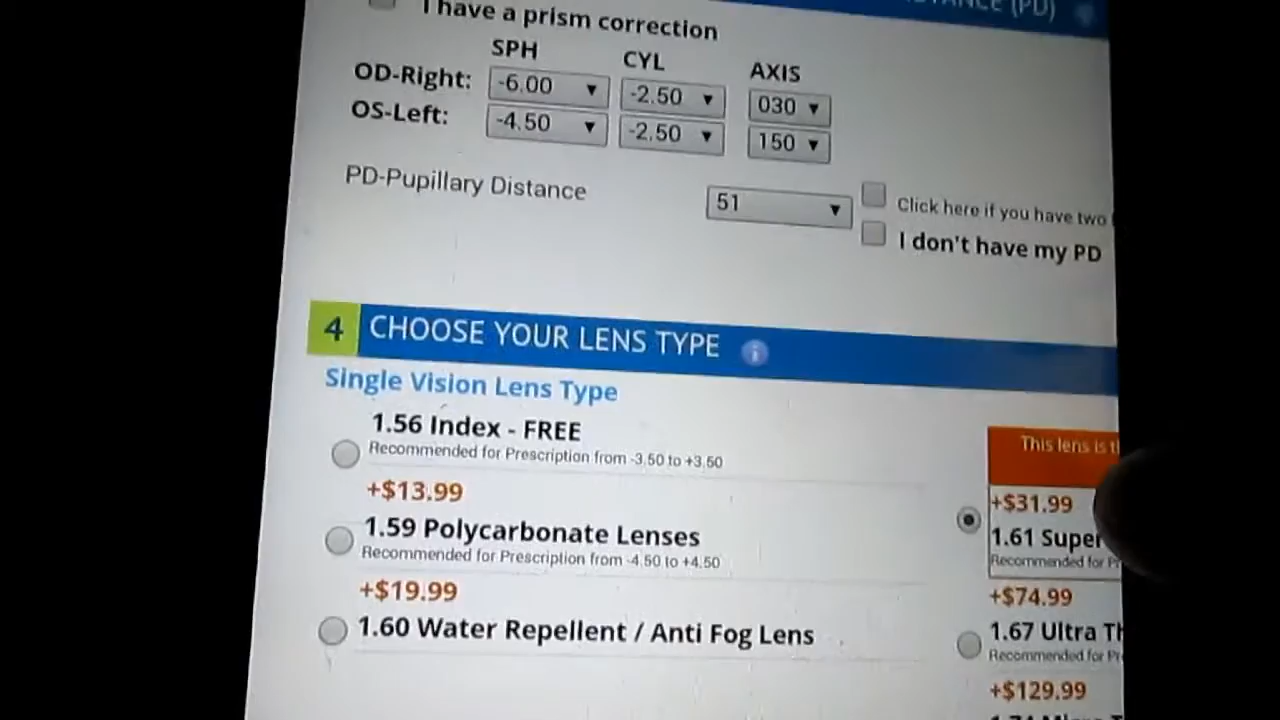 (PD)
I have a prism correction
SPH CYL AXIS
OD-Right: -6.00 -2.50 030
OS-Left: -4.50 -2.50 150
PD-Pupillary Distance 51 Click here if you have two
I don't have my PD
4 CHOOSE YOUR LENS TYPE
Single Vision Lens Type
1.56 Index - FREE
Recommended for Prescription from -3.50 to +3.50
+$13.99
1.59 Polycarbonate Lenses
Recommended for Prescription from -4.50 to +4.50
+$19.99
1.60 Water Repellent / Anti Fog Lens
This lens is
+$31.99
1.61 Super
Recommended for
+$74.99
1.67 Ultra
Recommended for
+$129.99